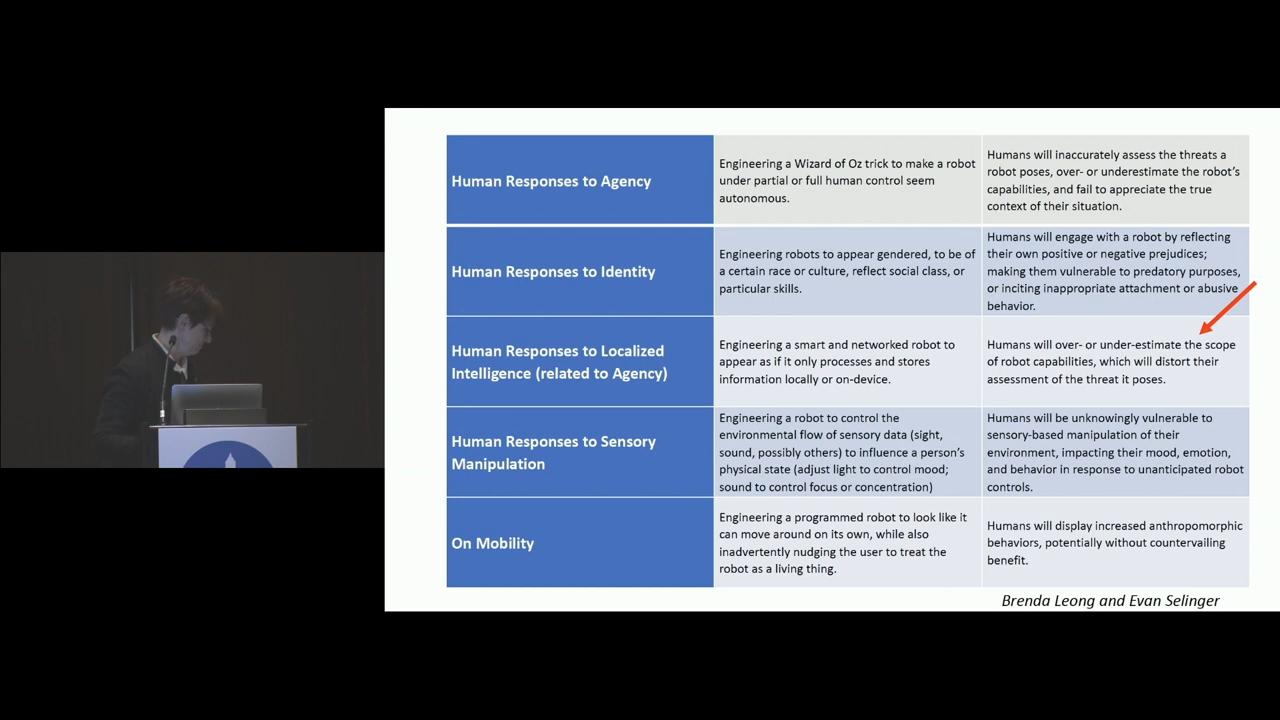 Human Responses to Agency
Engineering a Wizard of Oz trick to make a robot
under partial or full human control seem
autonomous.
Humans will inaccurately assess the threats a
robot poses, over- or underestimate the robot's
capabilities, and fail to appreciate the true
context of their situation.
Human Responses to Identity
Engineering robots to appear gendered, to be of
a certain race or culture, reflect social class, or
particular skills.
Humans will engage with a robot by reflecting
their own positive or negative prejudices;
making them vulnerable to predatory purposes,
or inciting inappropriate attachment or abusive
behavior.
Human Responses to Localized
Intelligence (related to Agency)
Engineering a smart and networked robot to
appear as if it only processes and stores
information locally or on-device.
Humans will over- or under-estimate the scope
of robot capabilities, which will distort their
assessment of the threat it poses.
Human Responses to Sensory
Manipulation
Engineering a robot to control the
environmental flow of sensory data (sight,
sound, possibly others) to influence a person's
physical state (adjust light to control mood;
sound to control focus or concentration)
Humans will be unknowingly vulnerable to
sensory-based manipulation of their
environment, impacting their mood, emotion,
and behavior in response to unanticipated robot
controls.
On Mobility
Engineering a programmed robot to look like it
can move around on its own, while also
inadvertently nudging the user to treat the
robot as a living thing.
Humans will display increased anthropomorphic
behaviors, potentially without countervailing
benefit.
Brenda Leong and Evan Selinger